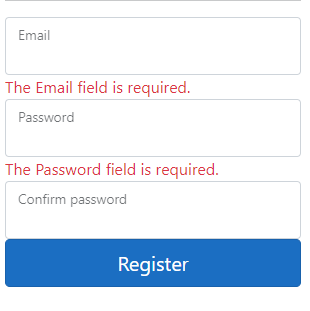 Email
The Email field is required.
Password
The Password field is required.
Confirm password
Register